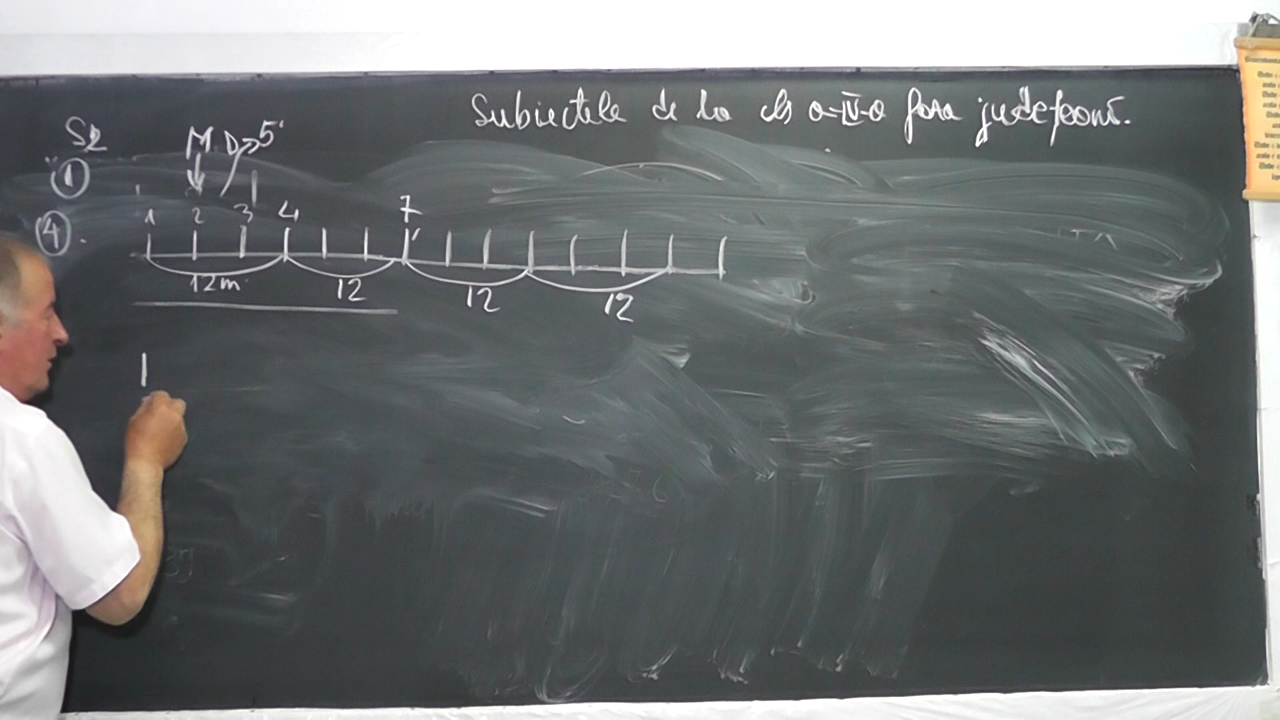 Subiectele de la cls a-IV-a faza județeană.
S2
M D → 5'
1
1 2 3 4 7
4.
12m 12 12 12